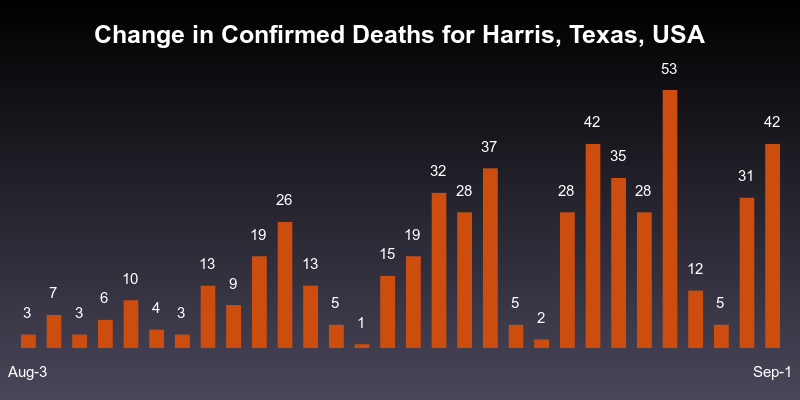 Change in Confirmed Deaths for Harris, Texas, USA
3 7 3 6 10 4 3 13 9 19 26 13 5 1 15 19 32 28 37 5 2 28 42 35 28 53 12 5 31 42
Aug-3 Sep-1